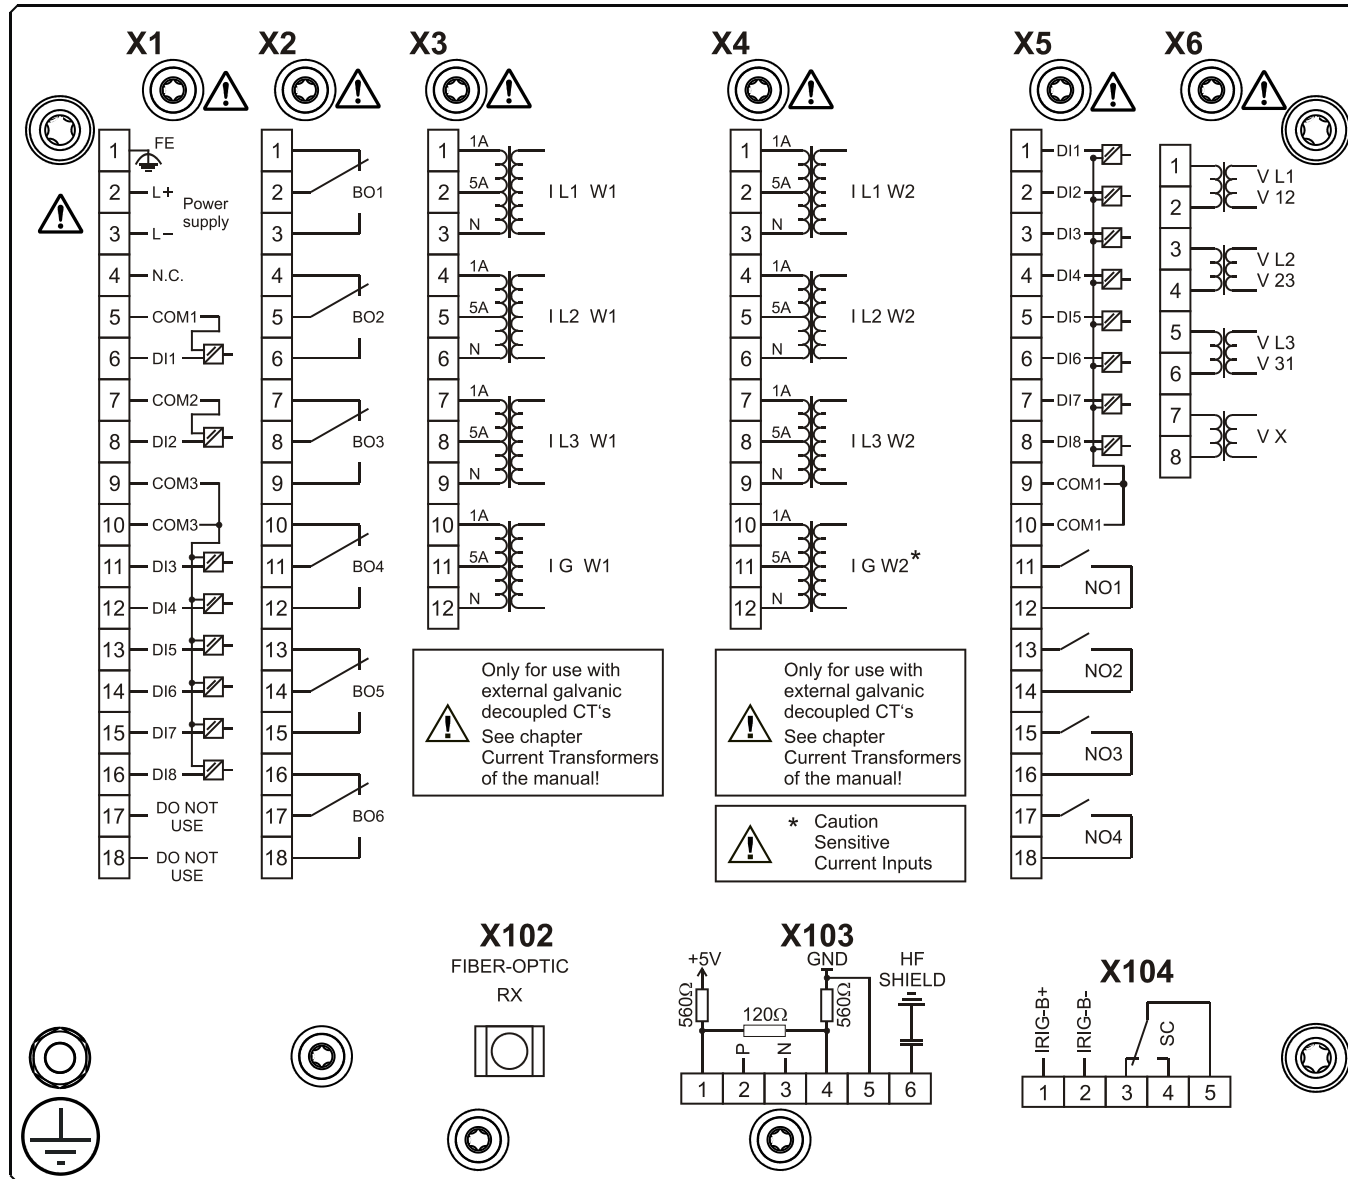 X1
X2
X3
X4
X5
X6
1 FE
2 L+
Power
supply
3 L−
4 N.C.
5 COM1
6 DI1
7 COM2
8 DI2
9 COM3
10 COM3
11 DI3
12 DI4
13 DI5
14 DI6
15 DI7
16 DI8
17 DO NOT
USE
18 DO NOT
USE
1
2 BO1
3
4
5 BO2
6
7
8 BO3
9
10
11 BO4
12
13
14 BO5
15
16
17 BO6
18
1 1A
2 5A I L1 W1
3 N
4 1A
5 5A I L2 W1
6 N
7 1A
8 5A I L3 W1
9 N
10 1A
11 5A I G W1
12 N
Only for use with
external galvanic
decoupled CT's
See chapter
Current Transformers
of the manual!
1 1A
2 5A I L1 W2
3 N
4 1A
5 5A I L2 W2
6 N
7 1A
8 5A I L3 W2
9 N
10 1A
11 5A I G W2*
12 N
Only for use with
external galvanic
decoupled CT's
See chapter
Current Transformers
of the manual!
* Caution
Sensitive
Current Inputs
1 DI1
2 DI2
3 DI3
4 DI4
5 DI5
6 DI6
7 DI7
8 DI8
9 COM1
10 COM1
11
NO1
12
13
NO2
14
15
NO3
16
17
NO4
18
1 V L1
2 V 12
3 V L2
4 V 23
5 V L3
6 V 31
7
V X
8
X102
FIBER-OPTIC
RX
X103
+5V GND HF
SHIELD
560Ω 120Ω 560Ω
P N
1 2 3 4 5 6
X104
IRIG-B+ IRIG-B- SC
1 2 3 4 5